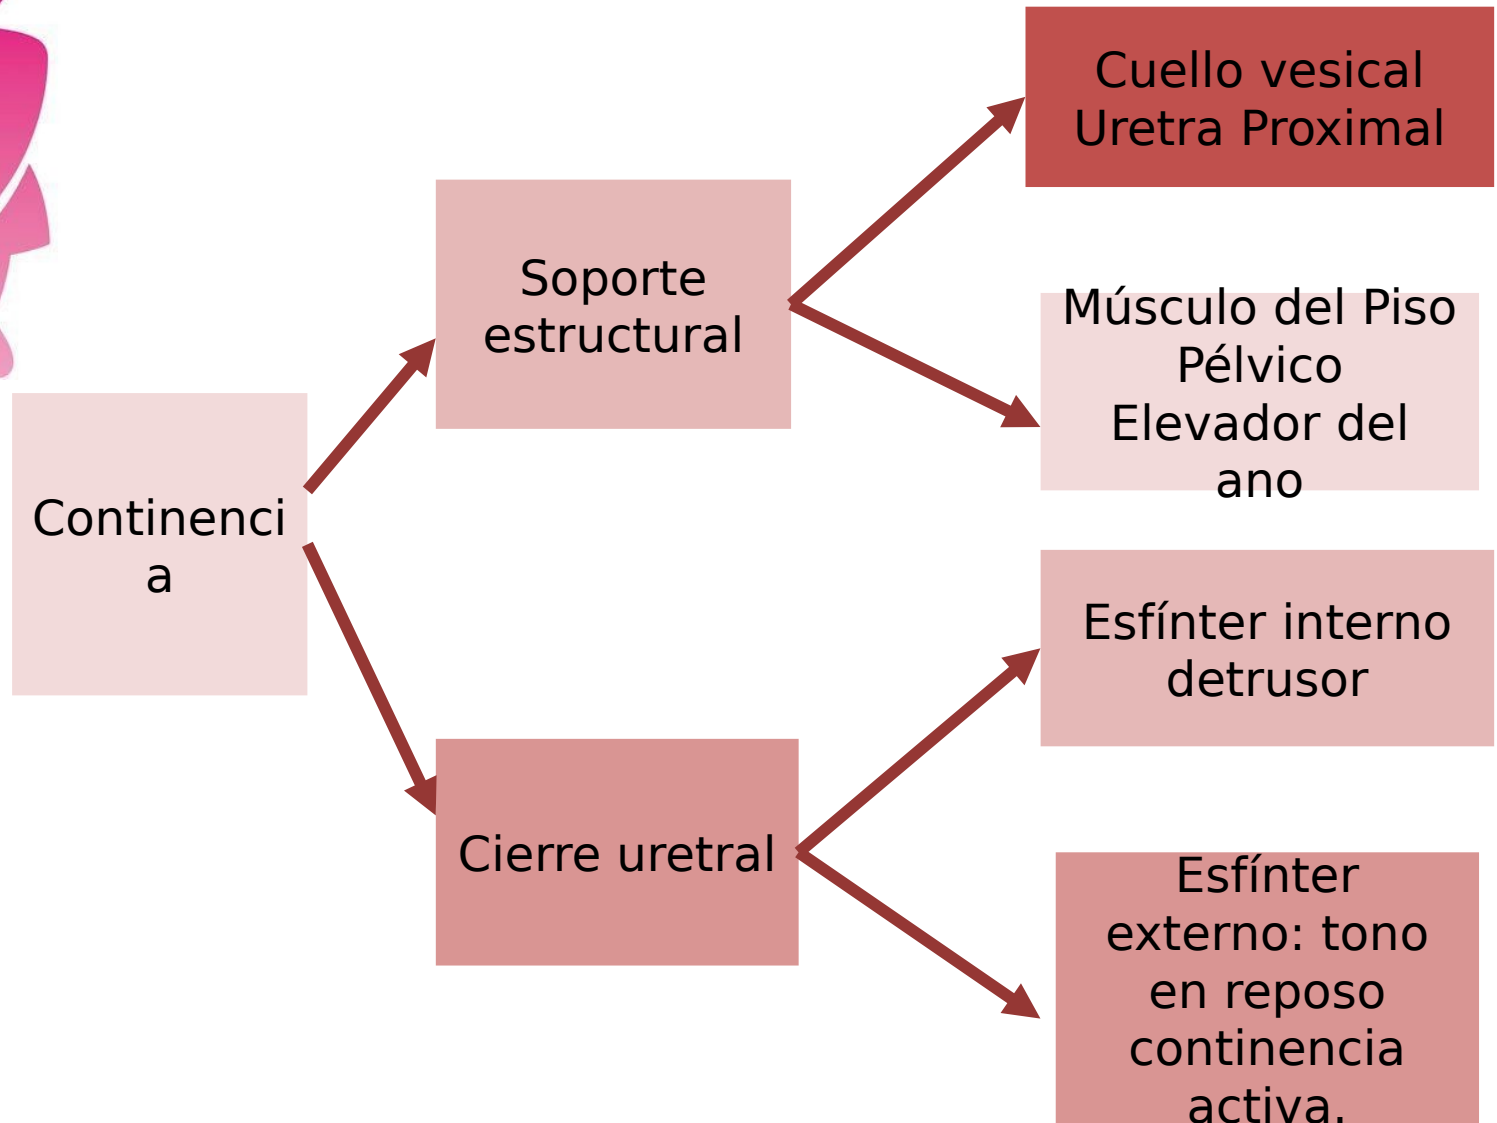 Cuello vesical
Uretra Proximal
Soporte
estructural
Músculo del Piso
Pélvico
Elevador del
ano
Continenci
a
Esfínter interno
detrusor
Cierre uretral
Esfínter
externo: tono
en reposo
continencia
activa.